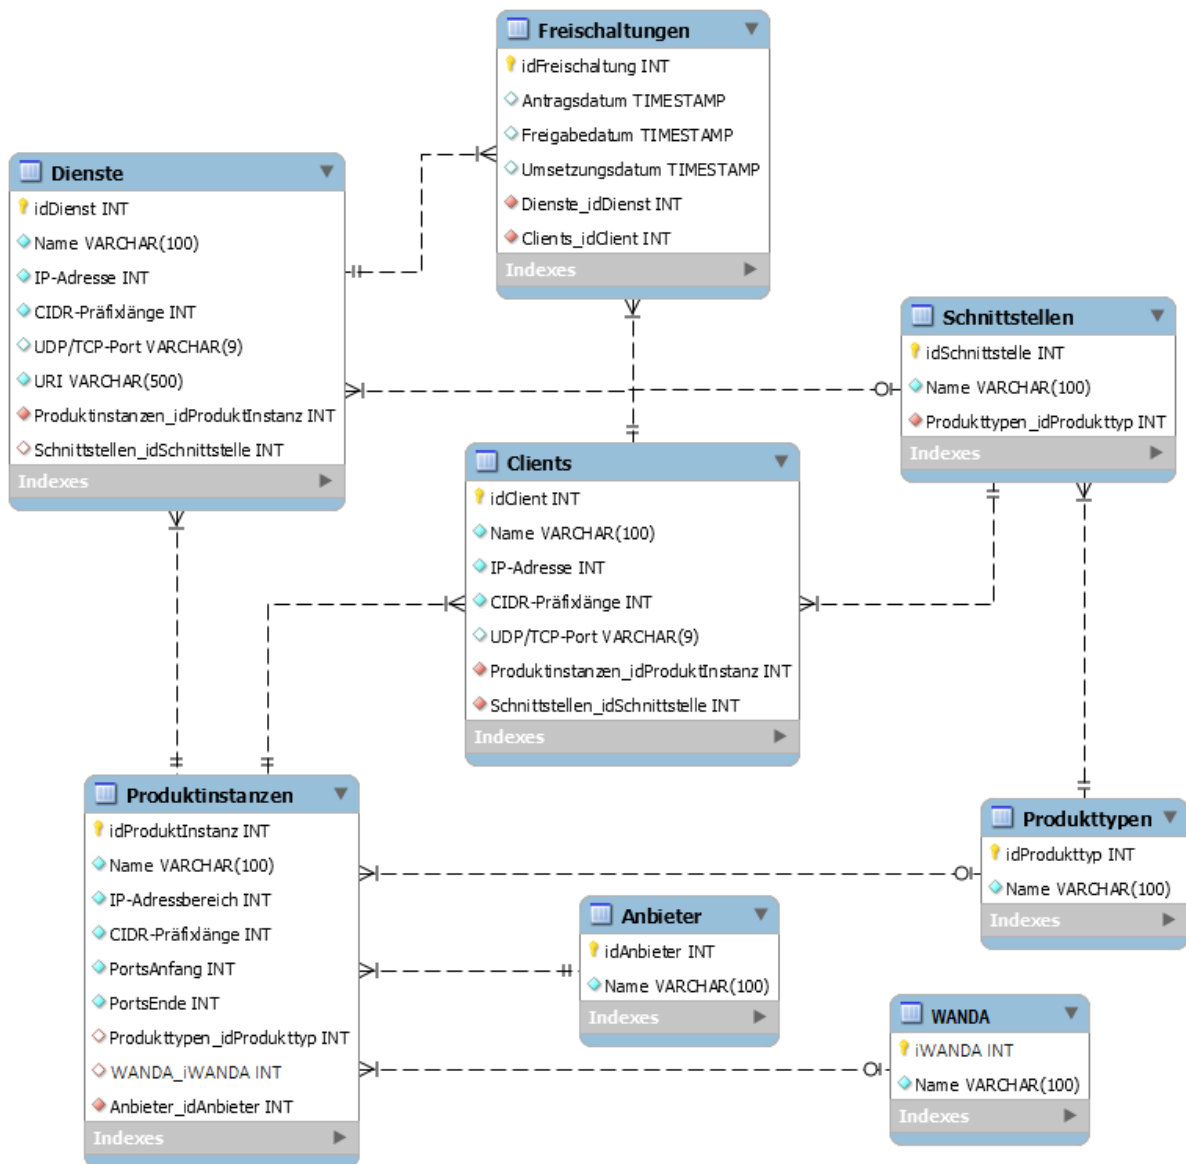 Freischaltungen
idFreischaltung INT
Antragsdatum TIMESTAMP
Freigabedatum TIMESTAMP
Umsetzungsdatum TIMESTAMP
Dienste_idDienst INT
Clients_idClient INT
Indexes
Dienste
idDienst INT
Name VARCHAR(100)
IP-Adresse INT
CIDR-Präfixlänge INT
UDP/TCP-Port VARCHAR(9)
URI VARCHAR(500)
Produktinstanzen_idProduktInstanz INT
Schnittstellen_idSchnittstelle INT
Indexes
Schnittstellen
idSchnittstelle INT
Name VARCHAR(100)
Produkttypen_idProdukttyp INT
Indexes
Clients
idClient INT
Name VARCHAR(100)
IP-Adresse INT
CIDR-Präfixlänge INT
UDP/TCP-Port VARCHAR(9)
Produktinstanzen_idProduktInstanz INT
Schnittstellen_idSchnittstelle INT
Indexes
Produktinstanzen
idProduktInstanz INT
Name VARCHAR(100)
IP-Adressbereich INT
CIDR-Präfixlänge INT
PortsAnfang INT
PortsEnde INT
Produkttypen_idProdukttyp INT
WANDA_iWANDA INT
Anbieter_idAnbieter INT
Indexes
Produkttypen
idProdukttyp INT
Name VARCHAR(100)
Indexes
Anbieter
idAnbieter INT
Name VARCHAR(100)
Indexes
WANDA
iWANDA INT
Name VARCHAR(100)
Indexes